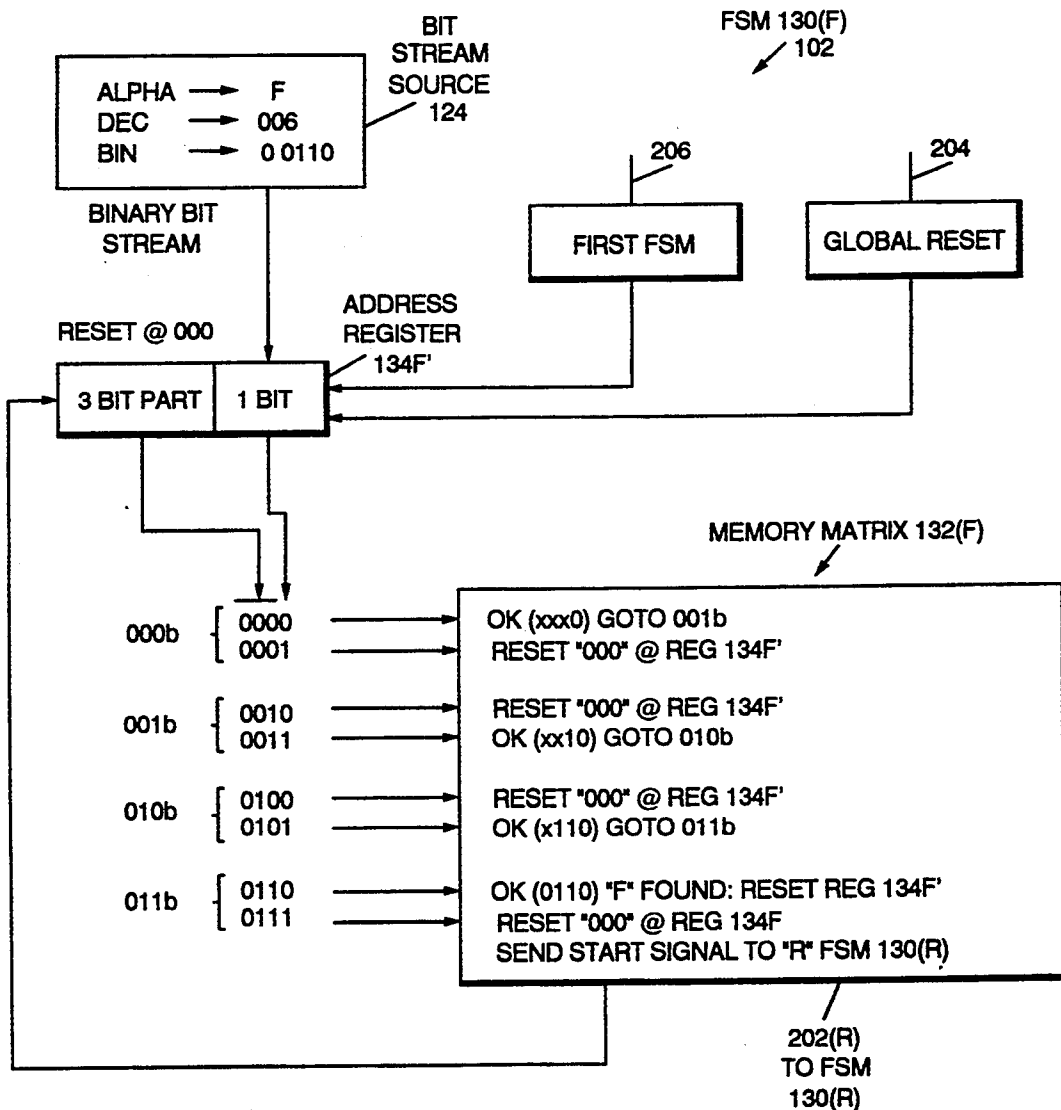 FSM 130(F)
102
BIT
STREAM
SOURCE
124
ALPHA F
DEC 006
BIN 0 0110
206
204
BINARY BIT
STREAM
FIRST FSM
GLOBAL RESET
RESET @ 000
ADDRESS
REGISTER
134F'
3 BIT PART
1 BIT
MEMORY MATRIX 132(F)
000b
0000
OK (xxx0) GOTO 001b
0001
RESET "000" @ REG 134F'
001b
0010
RESET "000" @ REG 134F'
0011
OK (xx10) GOTO 010b
010b
0100
RESET "000" @ REG 134F'
0101
OK (x110) GOTO 011b
011b
0110
OK (0110) "F" FOUND: RESET REG 134F'
0111
RESET "000" @ REG 134F
SEND START SIGNAL TO "R" FSM 130(R)
202(R)
TO FSM
130(R)